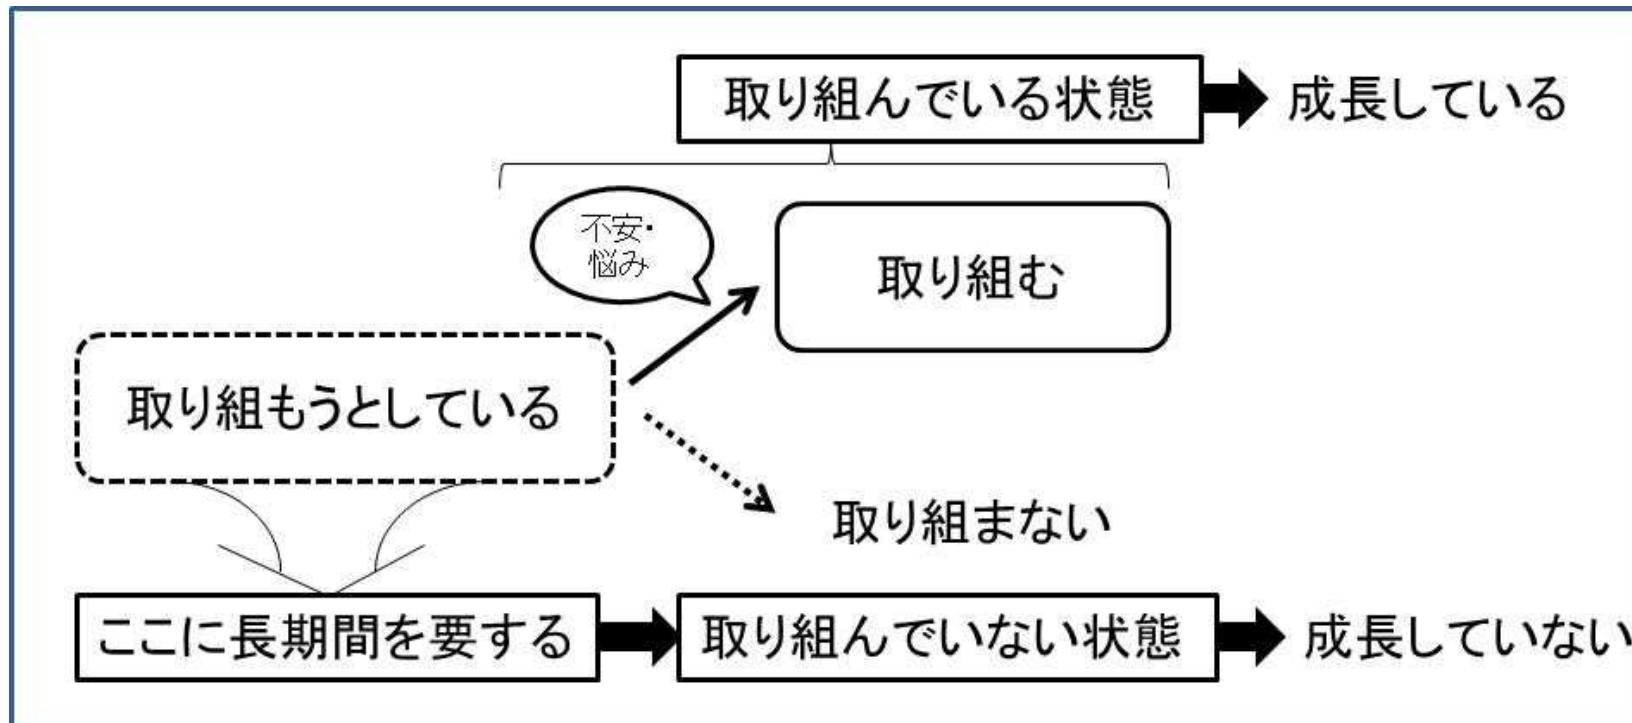 取り組んでいる状態
成長している
不安・
悩み
取り組む
取り組もうとしている
取り組まない
ここに長期間を要する
取り組んでいない状態
成長していない